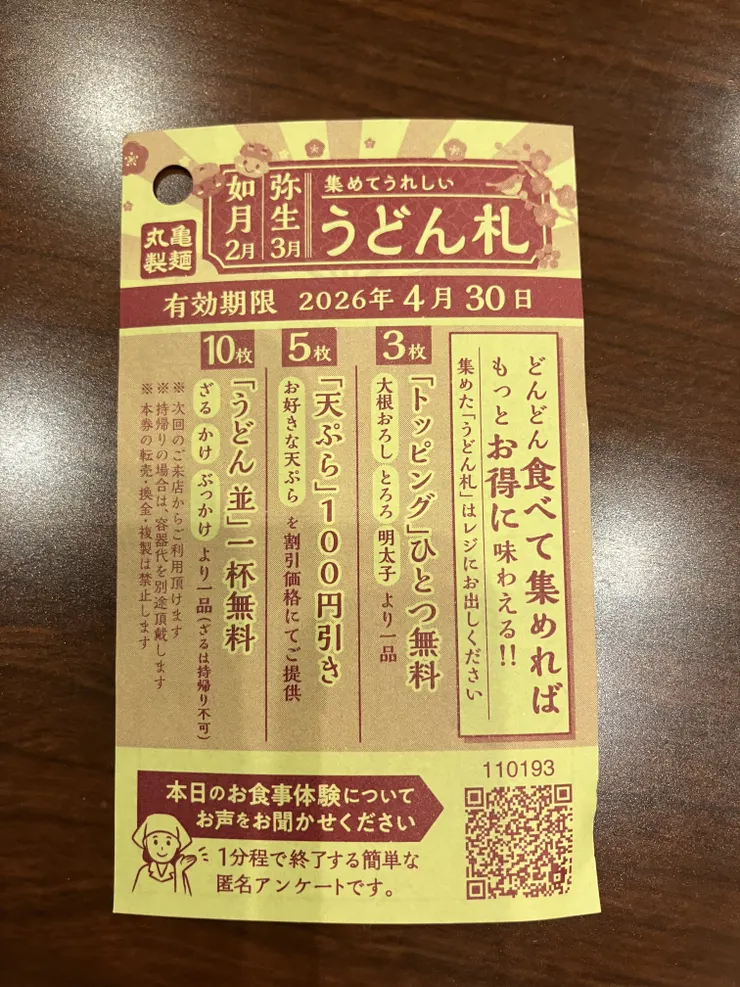 如月
2月
弥生
3月
集めてうれしい
うどん札
丸亀
製麺
有効期限 2026年4月30日
どんどん食べて集めれば
もっとお得に味わえる!!
集めた「うどん札」はレジにお出しください
3枚
「トッピング」ひとつ無料
大根おろし とろろ 明太子 より一品
5枚
「天ぷら」100円引き
お好きな天ぷら を割引価格にてご提供
10枚
「うどん 並」一杯無料
ざる かけ ぶっかけ より一品(ざるは持帰り不可)
※次回のご来店からご利用頂けます
※持帰りの場合は、容器代を別途頂戴します
※本券の転売・換金・複製は禁止します
110193
本日のお食事体験について
お声をお聞かせください
1分程で終了する簡単な
匿名アンケートです。